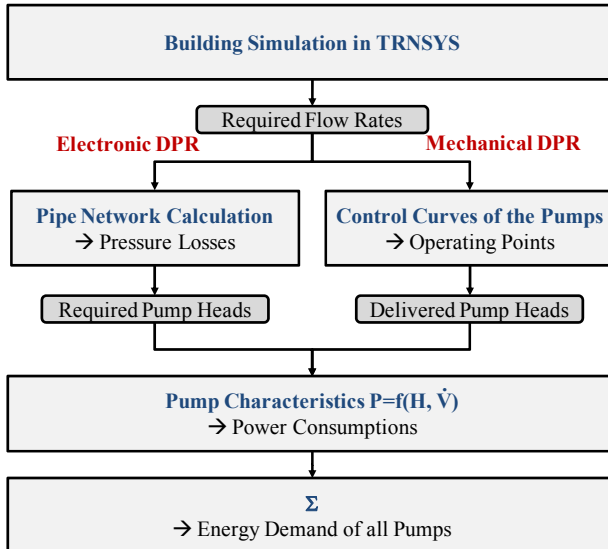 Building Simulation in TRNSYS
Required Flow Rates
Electronic DPR
Mechanical DPR
Pipe Network Calculation
→ Pressure Losses
Control Curves of the Pumps
→ Operating Points
Required Pump Heads
Delivered Pump Heads
Pump Characteristics P=f(H, V̇)
→ Power Consumptions
Σ
→ Energy Demand of all Pumps